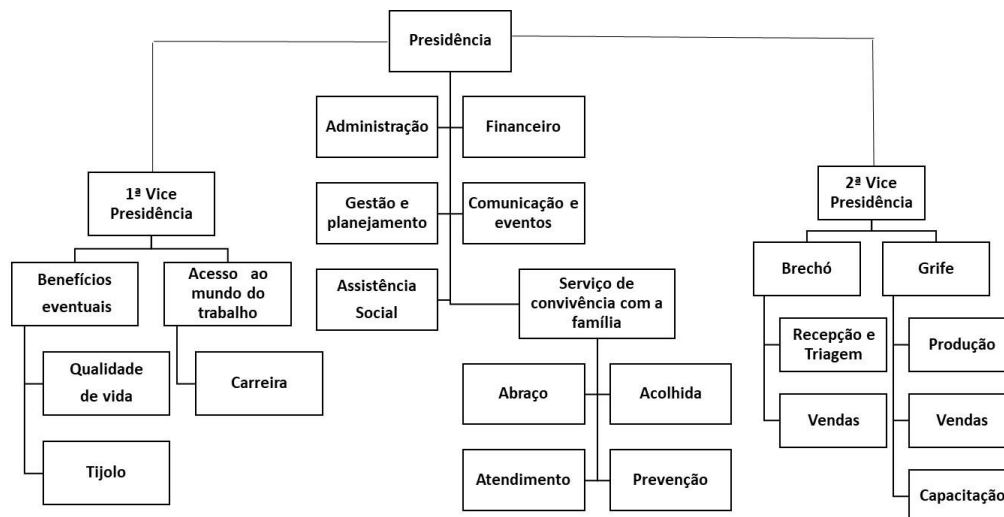 Presidência
Administração
Financeiro
1ª Vice
Presidência
2ª Vice
Presidência
Gestão e
planejamento
Comunicação e
eventos
Benefícios
eventuais
Acesso ao
mundo do
trabalho
Assistência
Social
Serviço de
convivência com a
família
Brechó
Grife
Qualidade
de vida
Carreira
Abraço
Acolhida
Recepção e
Triagem
Produção
Tijolo
Atendimento
Prevenção
Vendas
Vendas
Capacitação